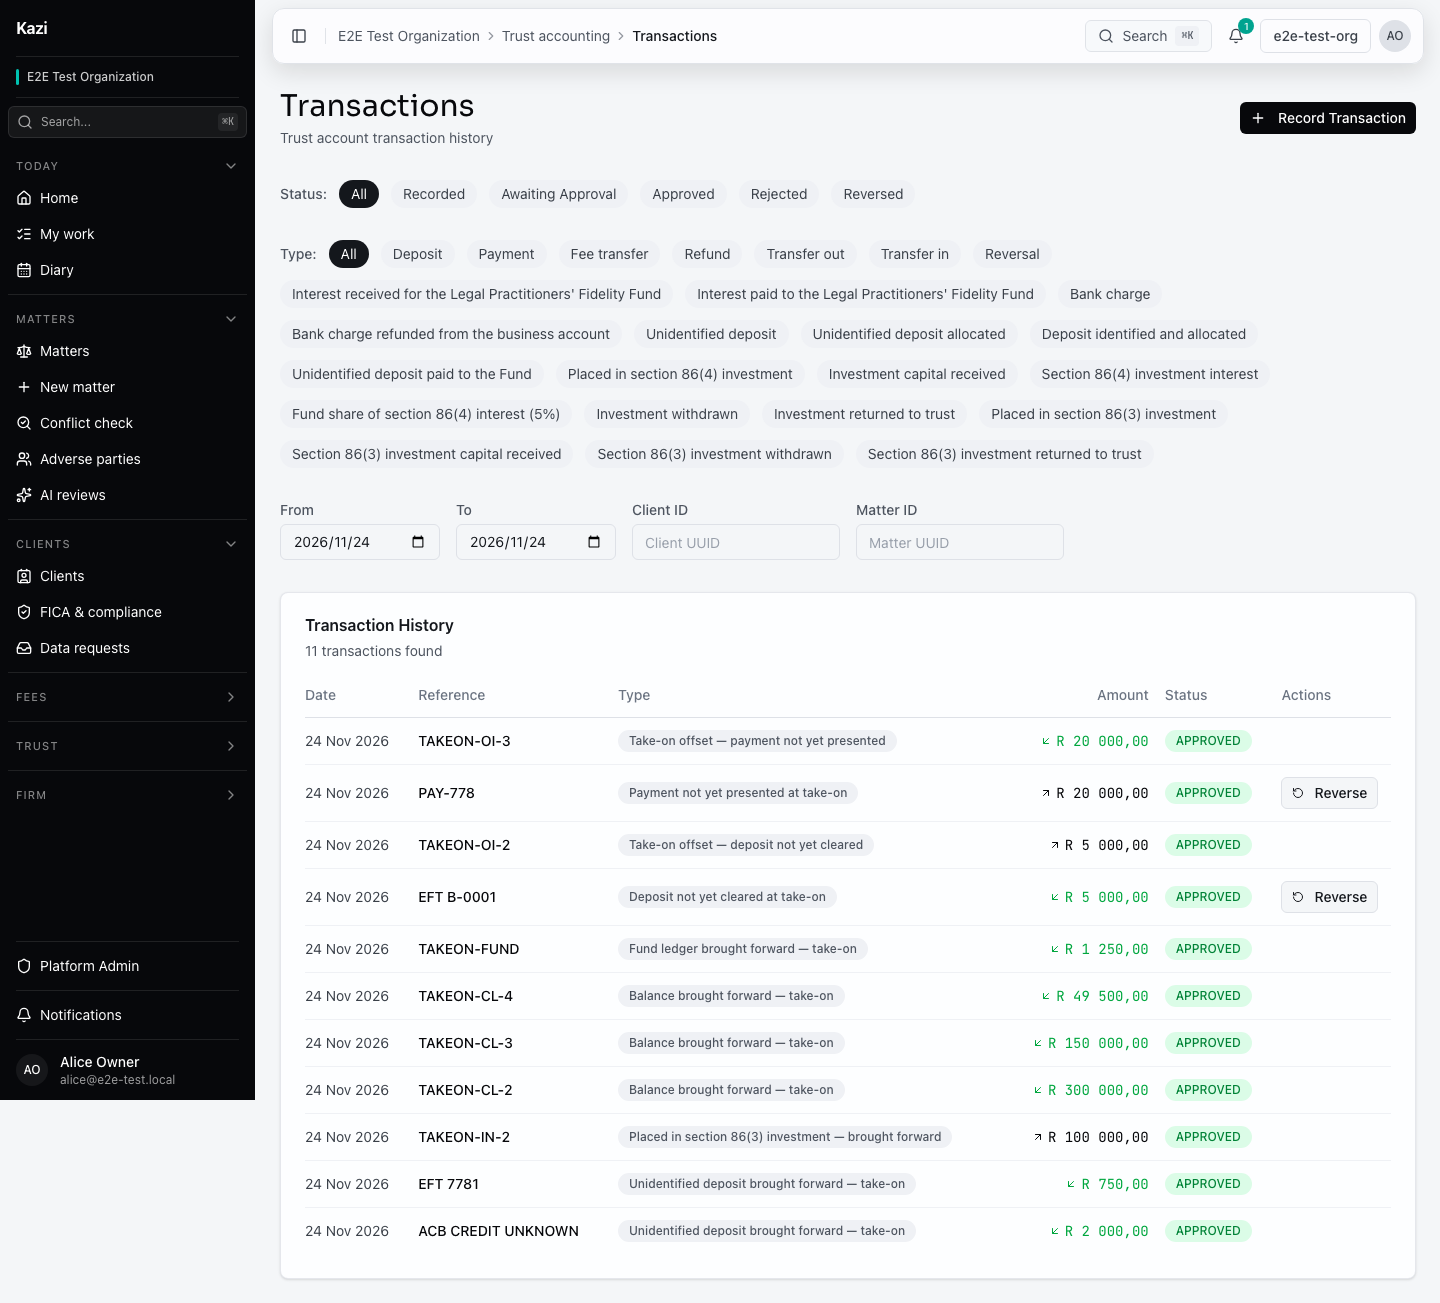 Kazi
E2E Test Organization
Search...
⌘K
TODAY
Home
My work
Diary
MATTERS
Matters
New matter
Conflict check
Adverse parties
AI reviews
CLIENTS
Clients
FICA & compliance
Data requests
FEES
TRUST
FIRM
Platform Admin
Notifications
AO
Alice Owner
alice@e2e-test.local
E2E Test Organization Trust accounting Transactions
Search ⌘K
1
e2e-test-org
AO
Transactions
Trust account transaction history
Record Transaction
Status: All Recorded Awaiting Approval Approved Rejected Reversed
Type: All Deposit Payment Fee transfer Refund Transfer out Transfer in Reversal
Interest received for the Legal Practitioners' Fidelity Fund Interest paid to the Legal Practitioners' Fidelity Fund Bank charge
Bank charge refunded from the business account Unidentified deposit Unidentified deposit allocated Deposit identified and allocated
Unidentified deposit paid to the Fund Placed in section 86(4) investment Investment capital received Section 86(4) investment interest
Fund share of section 86(4) interest (5%) Investment withdrawn Investment returned to trust Placed in section 86(3) investment
Section 86(3) investment capital received Section 86(3) investment withdrawn Section 86(3) investment returned to trust
From To Client ID Matter ID
2026/11/24 2026/11/24 Client UUID Matter UUID
Transaction History
11 transactions found
Date Reference Type Amount Status Actions
24 Nov 2026 TAKEON-OI-3 Take-on offset — payment not yet presented R 20 000,00 APPROVED
24 Nov 2026 PAY-778 Payment not yet presented at take-on R 20 000,00 APPROVED Reverse
24 Nov 2026 TAKEON-OI-2 Take-on offset — deposit not yet cleared R 5 000,00 APPROVED
24 Nov 2026 EFT B-0001 Deposit not yet cleared at take-on R 5 000,00 APPROVED Reverse
24 Nov 2026 TAKEON-FUND Fund ledger brought forward — take-on R 1 250,00 APPROVED
24 Nov 2026 TAKEON-CL-4 Balance brought forward — take-on R 49 500,00 APPROVED
24 Nov 2026 TAKEON-CL-3 Balance brought forward — take-on R 150 000,00 APPROVED
24 Nov 2026 TAKEON-CL-2 Balance brought forward — take-on R 300 000,00 APPROVED
24 Nov 2026 TAKEON-IN-2 Placed in section 86(3) investment — brought forward R 100 000,00 APPROVED
24 Nov 2026 EFT 7781 Unidentified deposit brought forward — take-on R 750,00 APPROVED
24 Nov 2026 ACB CREDIT UNKNOWN Unidentified deposit brought forward — take-on R 2 000,00 APPROVED